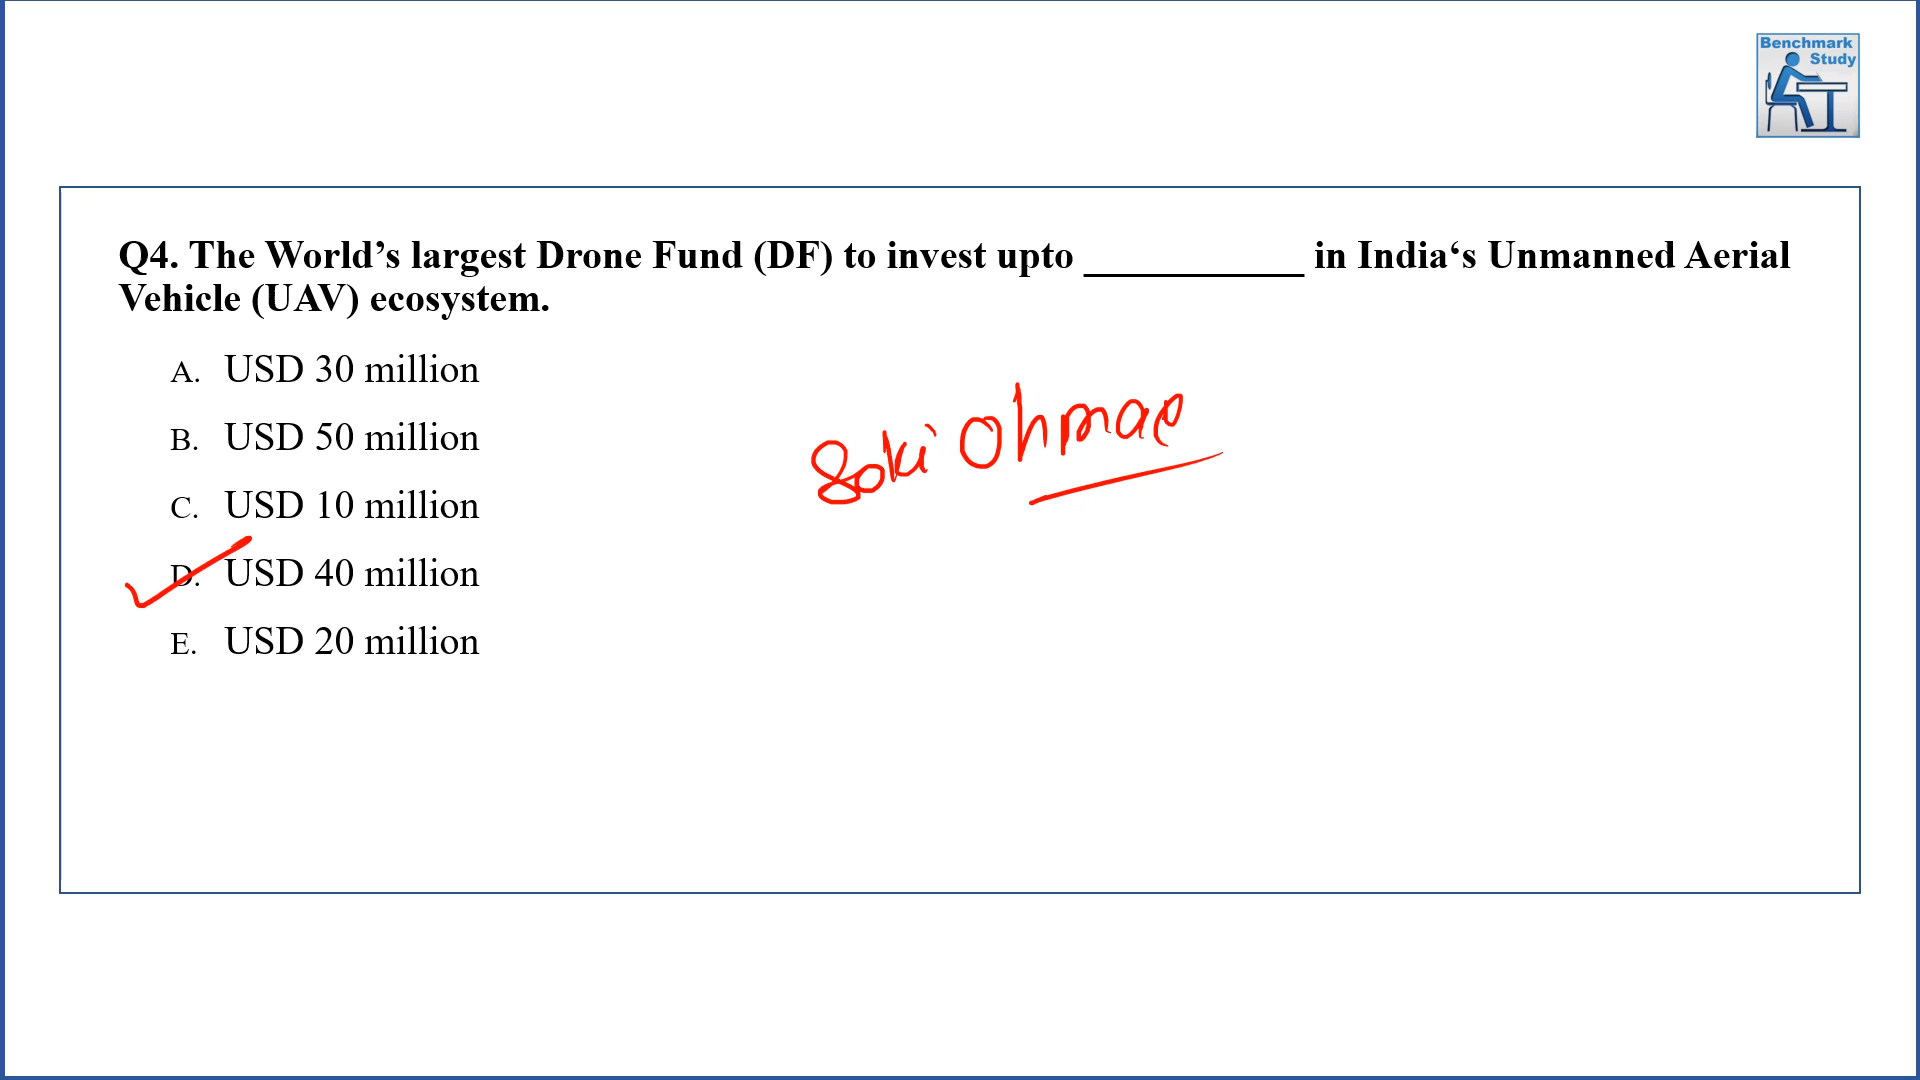 Benchmark
Study
Q4. The World’s largest Drone Fund (DF) to invest upto ___________ in India‘s Unmanned Aerial
Vehicle (UAV) ecosystem.
A. USD 30 million
B. USD 50 million
Soki Ohmae
C. USD 10 million
D. USD 40 million
E. USD 20 million